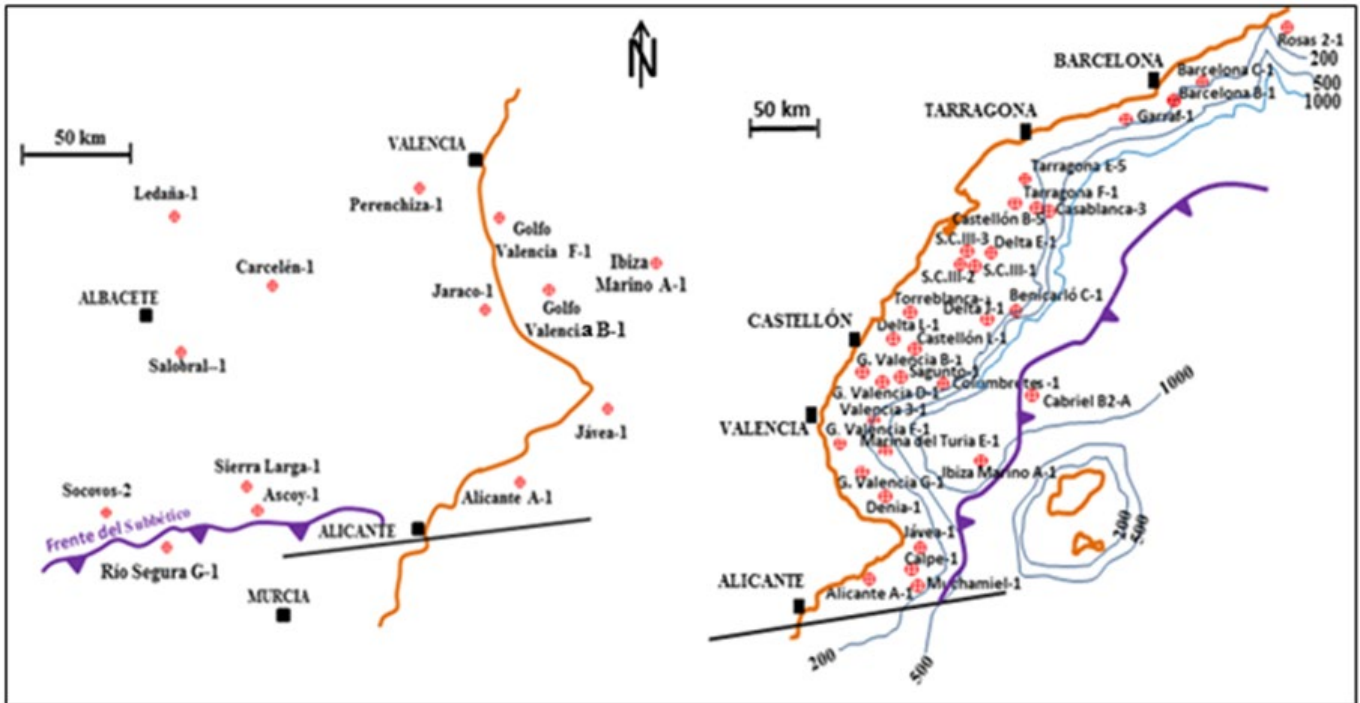 N
50 km
VALENCIA
Ledaña-1
Perenchiza-1
Golfo
Valencia F-1
Carcelén-1
Ibiza
Marino A-1
ALBACETE
Jaraco-1
Golfo
Valencia B-1
Salobral--1
Jávea-1
Sierra Larga-1
Socovos-2
Ascoy-1
Alicante A-1
Frente del Subbético
ALICANTE
Río Segura G-1
MURCIA
Rosas 2-1
200
500
1000
BARCELONA
Barcelona C-1
Barcelona B-1
50 km
TARRAGONA
Garraf-1
Tarragona E-5
Tarragona F-1
Casablanca-3
Castellón B-5
S.C.III-3
Delta E-1
S.C.III-2
S.C.III-1
Torreblanca-1
Benicarló C-1
Delta J-1
CASTELLÓN
Delta L-1
Castellón L-1
G. Valencia B-1
Sagunto-1
Columbretes -1
1000
G. Valencia D-1
Cabriel B2-A
Valencia 3-1
VALENCIA
G. Valencia F-1
Marina del Turia E-1
Ibiza Marino A-1
G. Valencia G-1
Denia-1
200
500
Jávea-1
Calpe-1
ALICANTE
Alicante A-1
Muchamiel-1
200
500